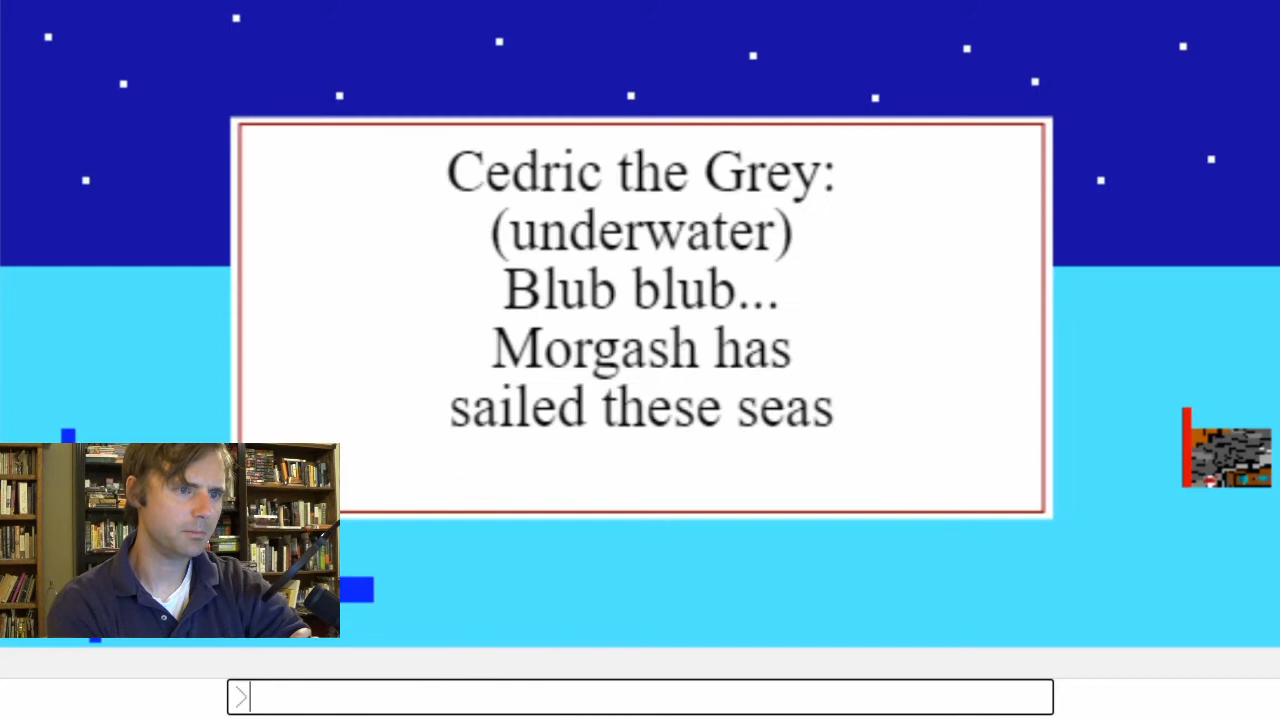 Cedric the Grey:
(underwater)
Blub blub...
Morgash has
sailed these seas
>